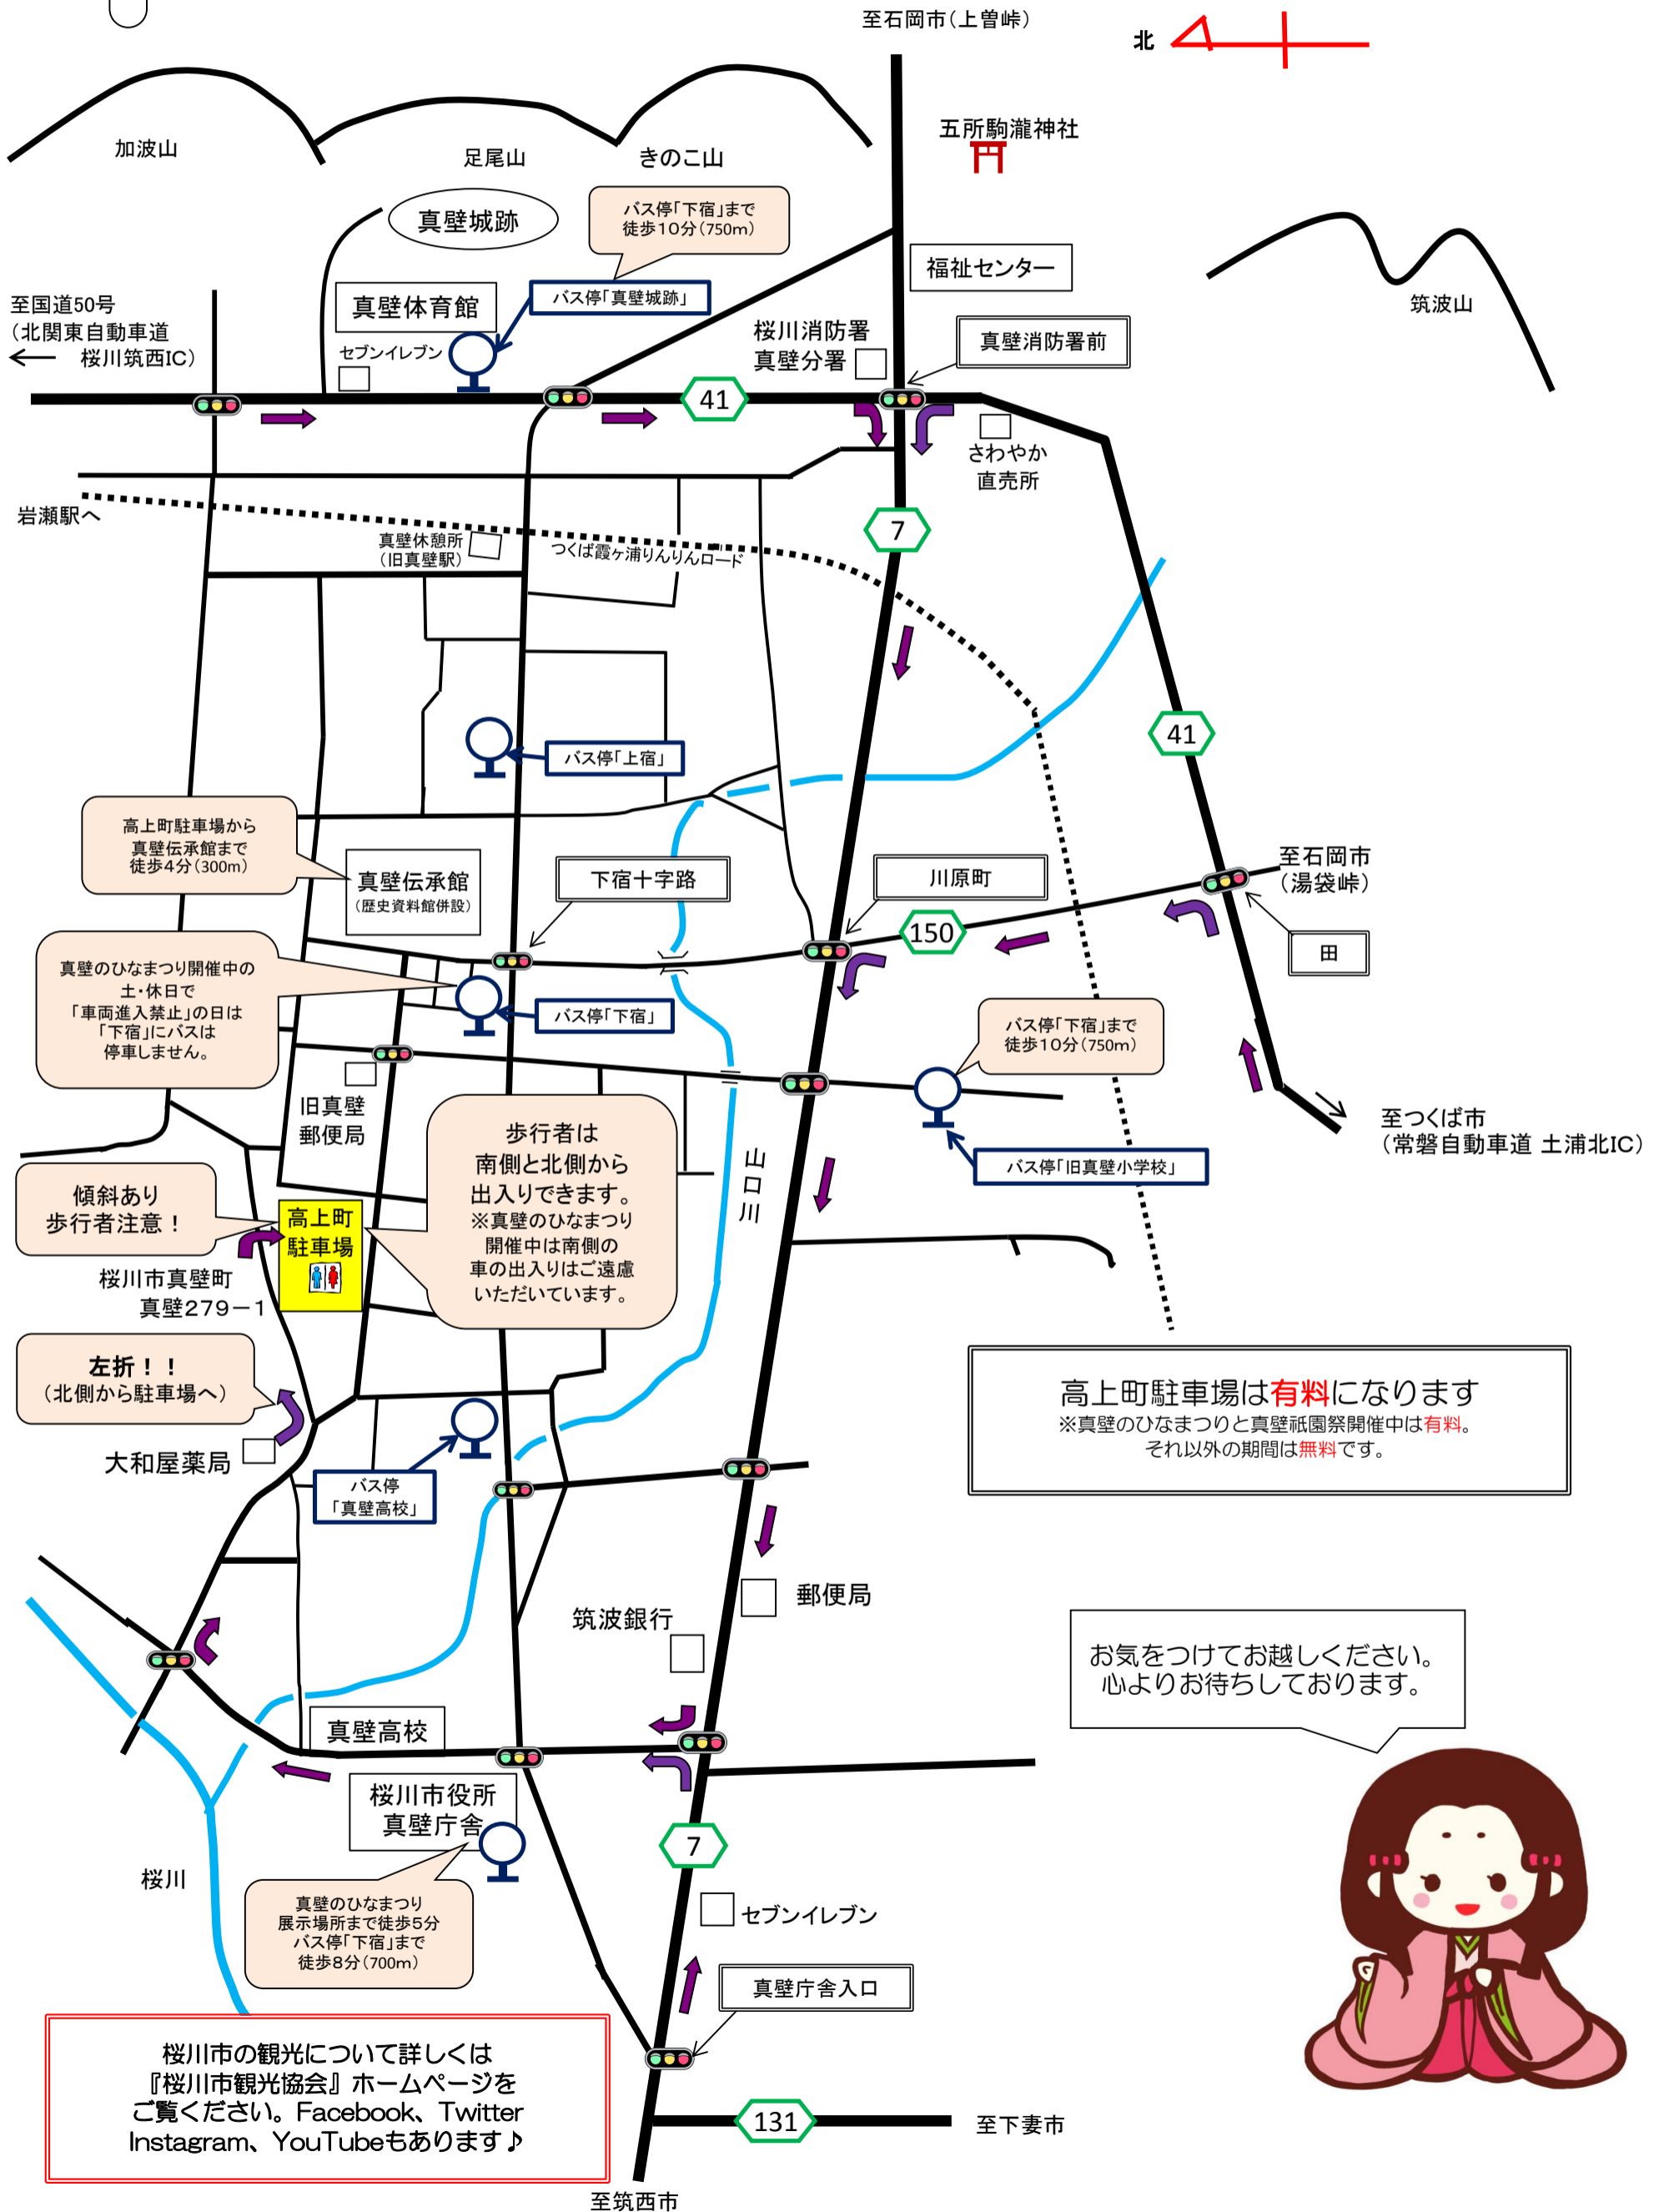 至石岡市(上曽峠)
北
五所駒瀧神社
加波山
足尾山
きのこ山
真壁城跡
バス停「下宿」まで
徒歩10分(750m)
福祉センター
筑波山
至国道50号
(北関東自動車道
桜川筑西IC)
真壁体育館
バス停「真壁城跡」
セブンイレブン
桜川消防署
真壁分署
真壁消防署前
41
さわやか
直売所
岩瀬駅へ
真壁休憩所
(旧真壁駅)
つくば霞ヶ浦りんりんロード
7
41
バス停「上宿」
高上町駐車場から
真壁伝承館まで
徒歩4分(300m)
真壁伝承館
(歴史資料館併設)
下宿十字路
川原町
150
至石岡市
(湯袋峠)
田
真壁のひなまつり開催中の
土・休日で
「車両進入禁止」の日は
「下宿」にバスは
停車しません。
バス停「下宿」
バス停「下宿」まで
徒歩10分(750m)
旧真壁
郵便局
至つくば市
(常磐自動車道 土浦北IC)
バス停「旧真壁小学校」
歩行者は
南側と北側から
出入りできます。
※真壁のひなまつり
開催中は南側の
車の出入りはご遠慮
いただいています。
山口川
傾斜あり
歩行者注意!
高上町
駐車場
桜川市真壁町
真壁279-1
左折!!
(北側から駐車場へ)
大和屋薬局
バス停
「真壁高校」
高上町駐車場は有料になります
※真壁のひなまつりと真壁祇園祭開催中は有料。
それ以外の期間は無料です。
郵便局
筑波銀行
お気をつけてお越しください。
心よりお待ちしております。
真壁高校
桜川市役所
真壁庁舎
7
桜川
真壁のひなまつり
展示場所まで徒歩5分
バス停「下宿」まで
徒歩8分(700m)
セブンイレブン
真壁庁舎入口
桜川市の観光について詳しくは
『桜川市観光協会』ホームページを
ご覧ください。Facebook、Twitter
Instagram、YouTubeもあります♪
131
至下妻市
至筑西市